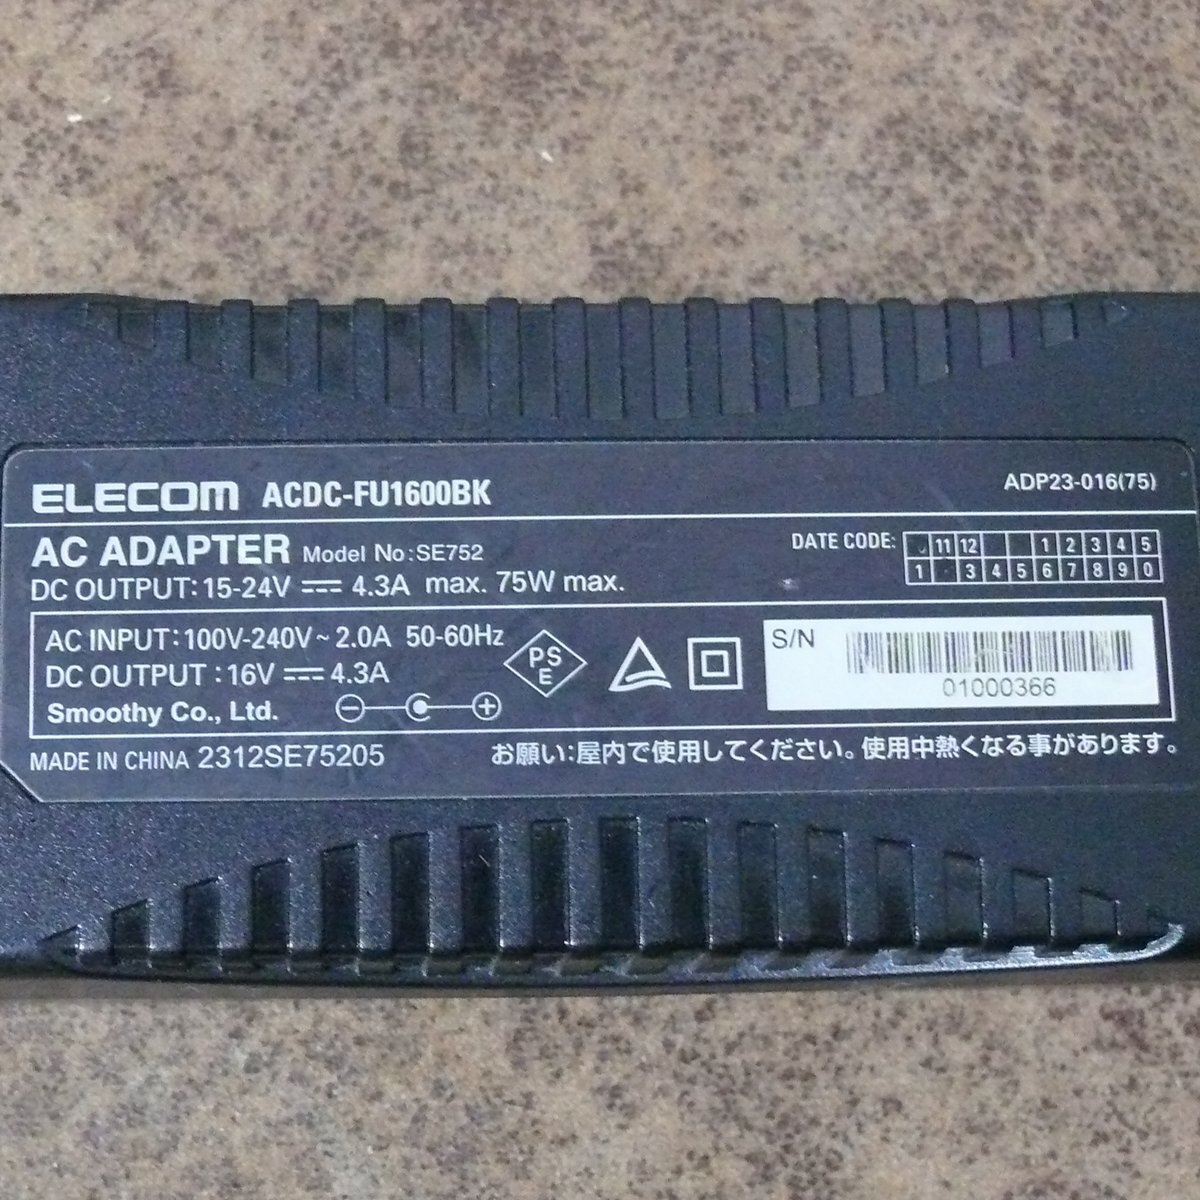 ELECOM ACDC-FU1600BK
ADP23-016(75)
AC ADAPTER Model No:SE752
DC OUTPUT:15-24V ⎓ 4.3A max. 75W max.
DATE CODE:
11 12 1 2 3 4 5
1 3 4 5 6 7 8 9 0
AC INPUT:100V-240V~2.0A 50-60Hz
DC OUTPUT :16V ⎓ 4.3A
Smoothy Co., Ltd.
PS
E
S/N
01000366
MADE IN CHINA 2312SE75205
お願い:屋内で使用してください。使用中熱くなる事があります。